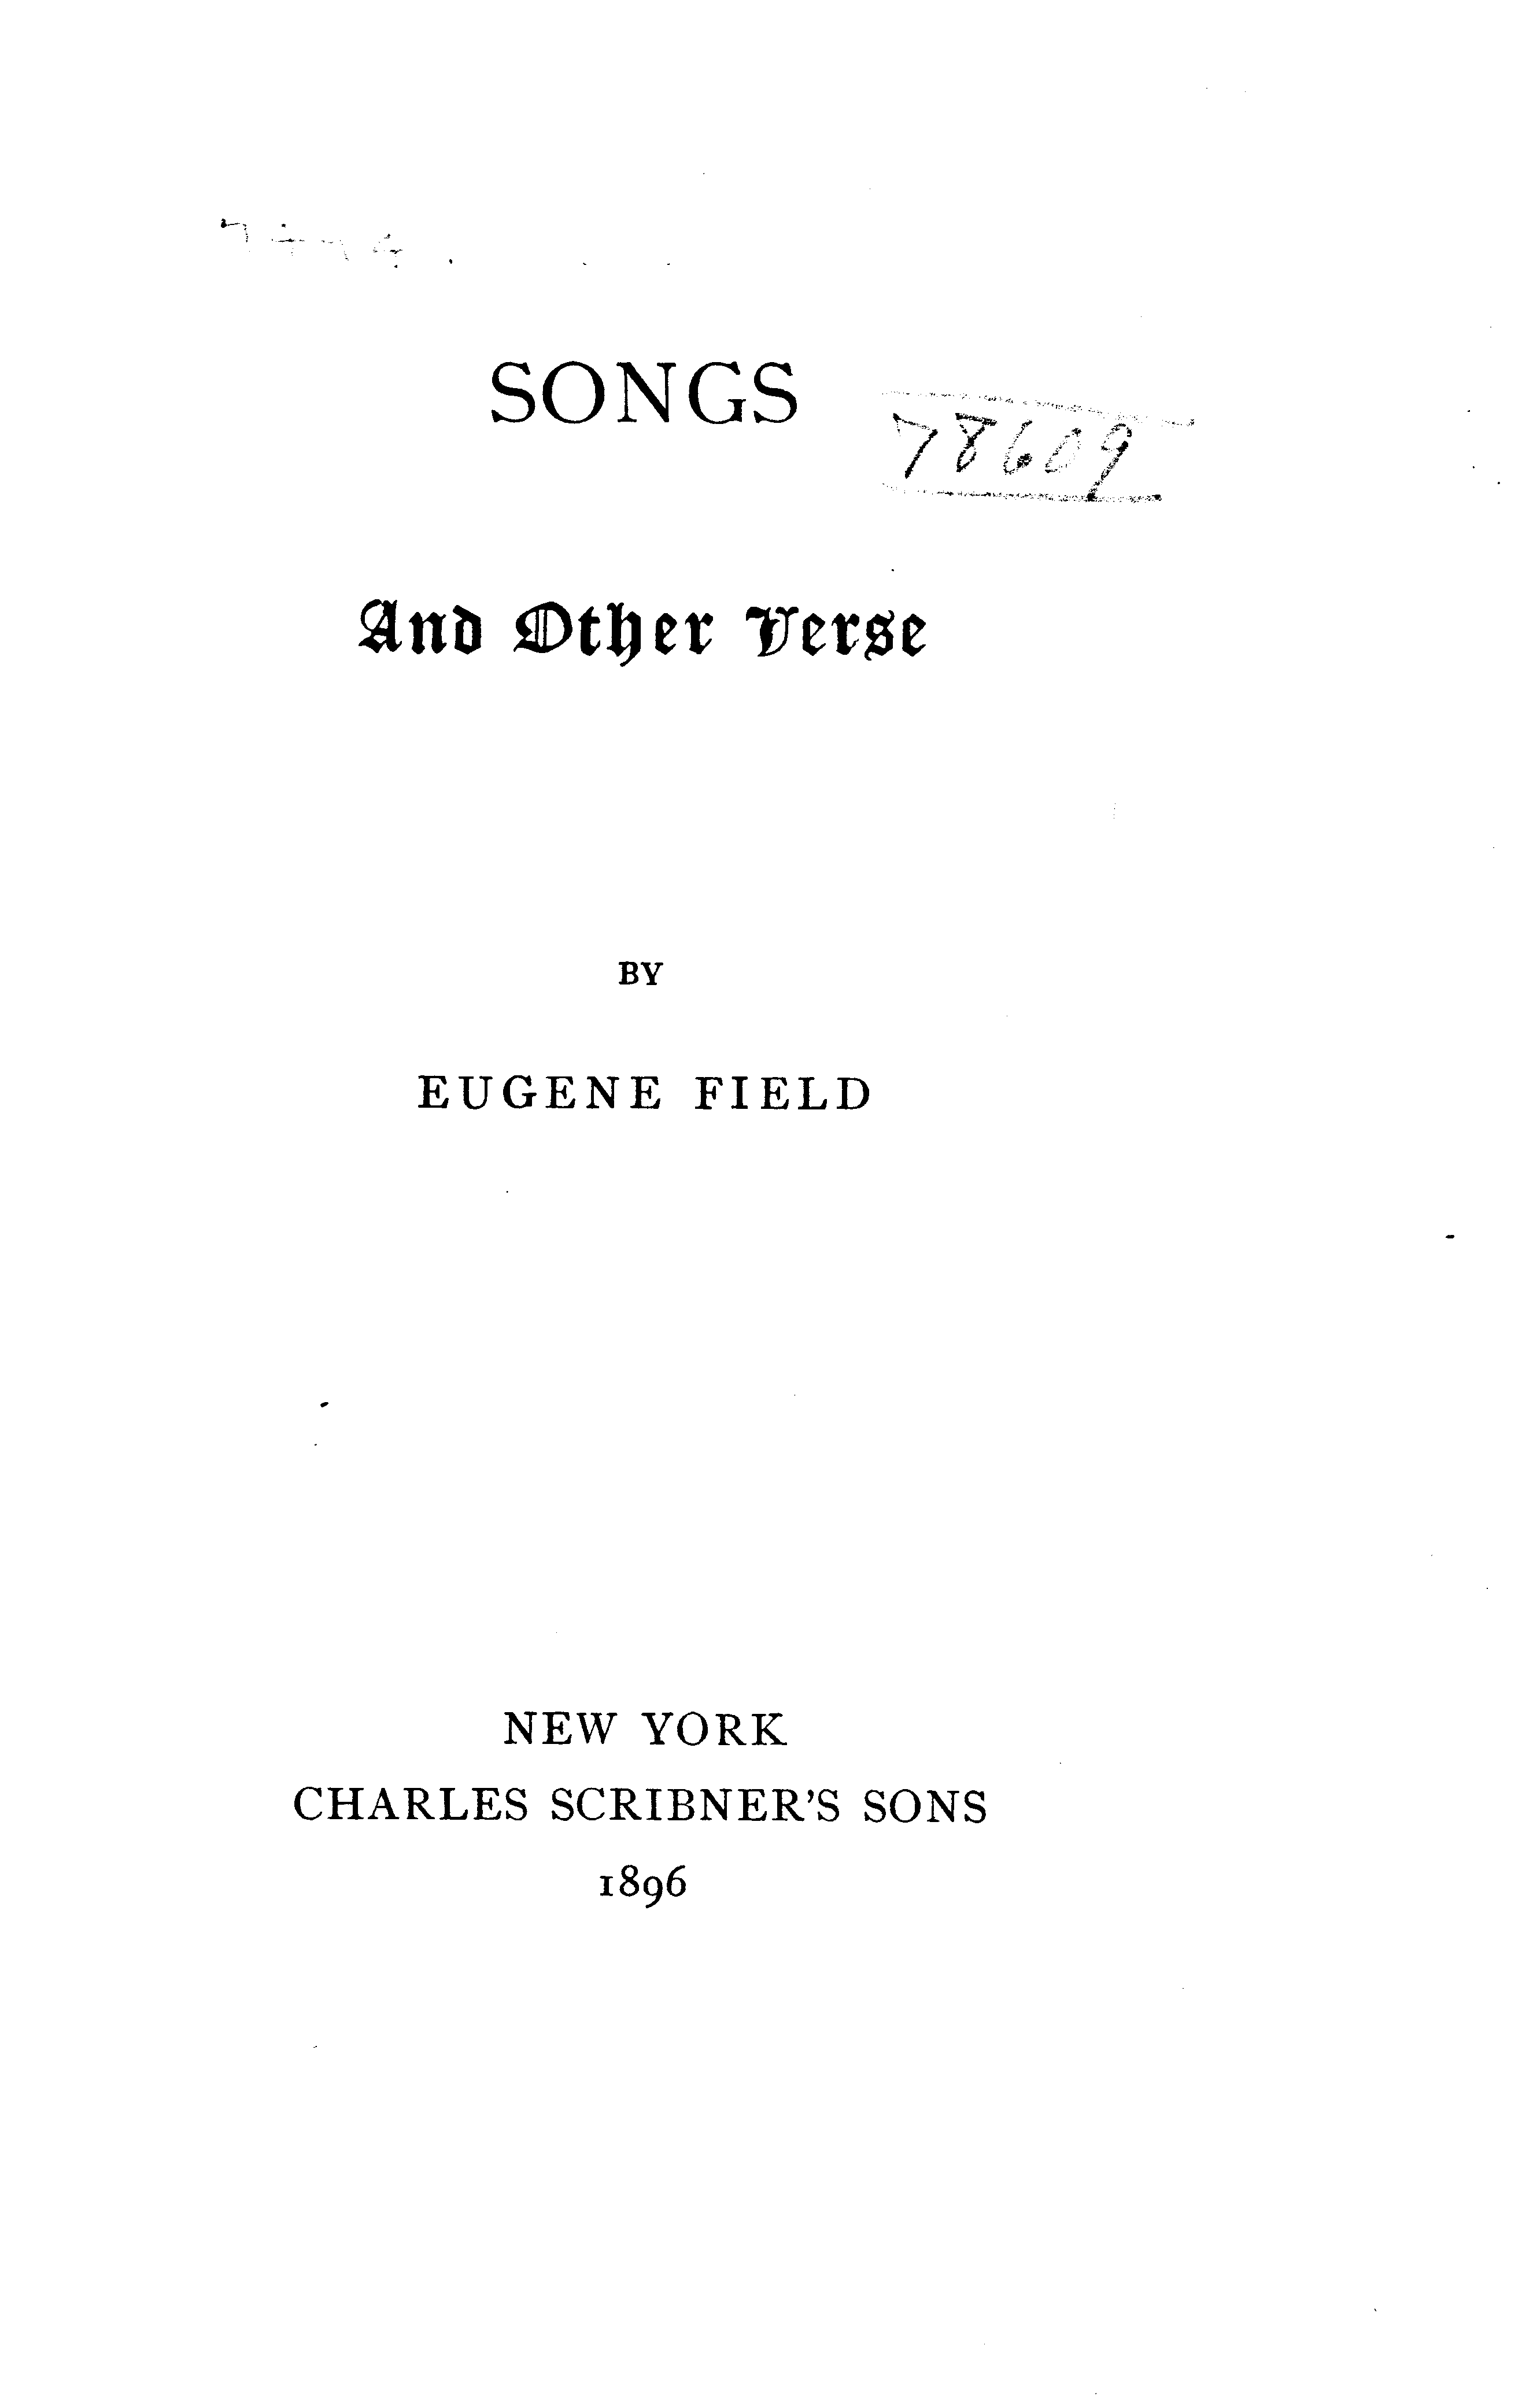 SONGS
78609
And Other Verse
BY
EUGENE FIELD
NEW YORK
CHARLES SCRIBNER'S SONS
1896